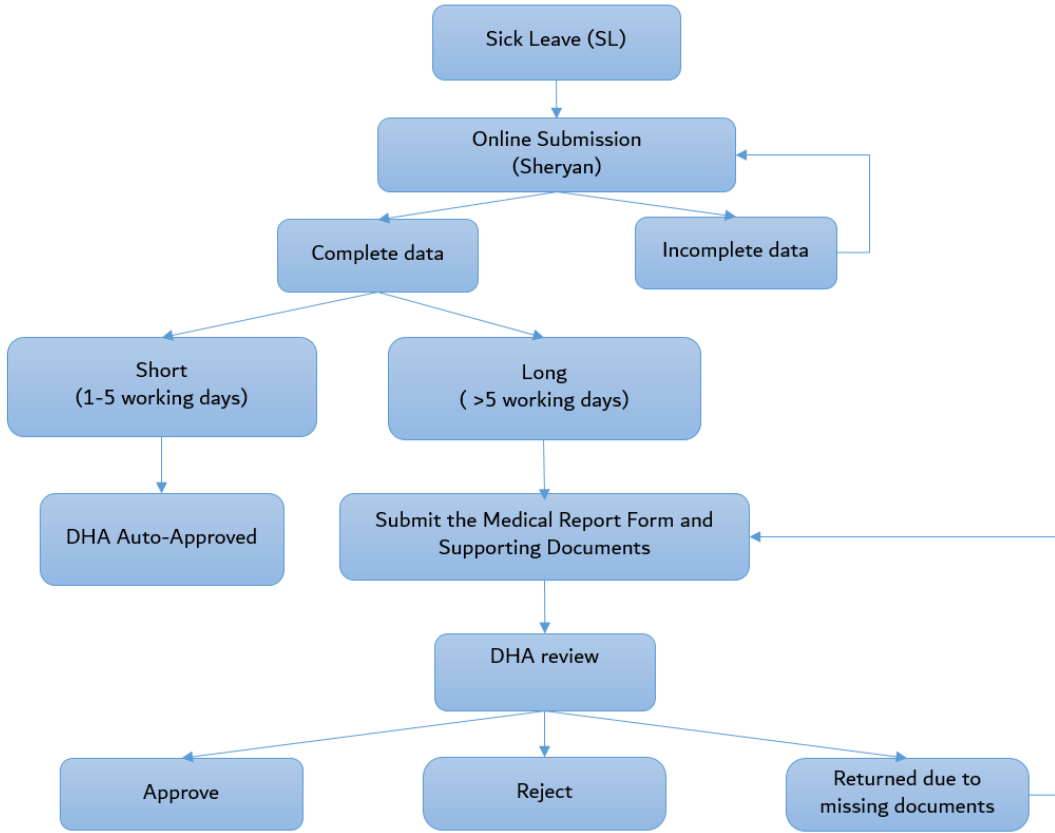 Sick Leave (SL)
Online Submission
(Sheryan)
Complete data
Incomplete data
Short
(1-5 working days)
Long
( >5 working days)
DHA Auto-Approved
Submit the Medical Report Form and
Supporting Documents
DHA review
Approve
Reject
Returned due to
missing documents